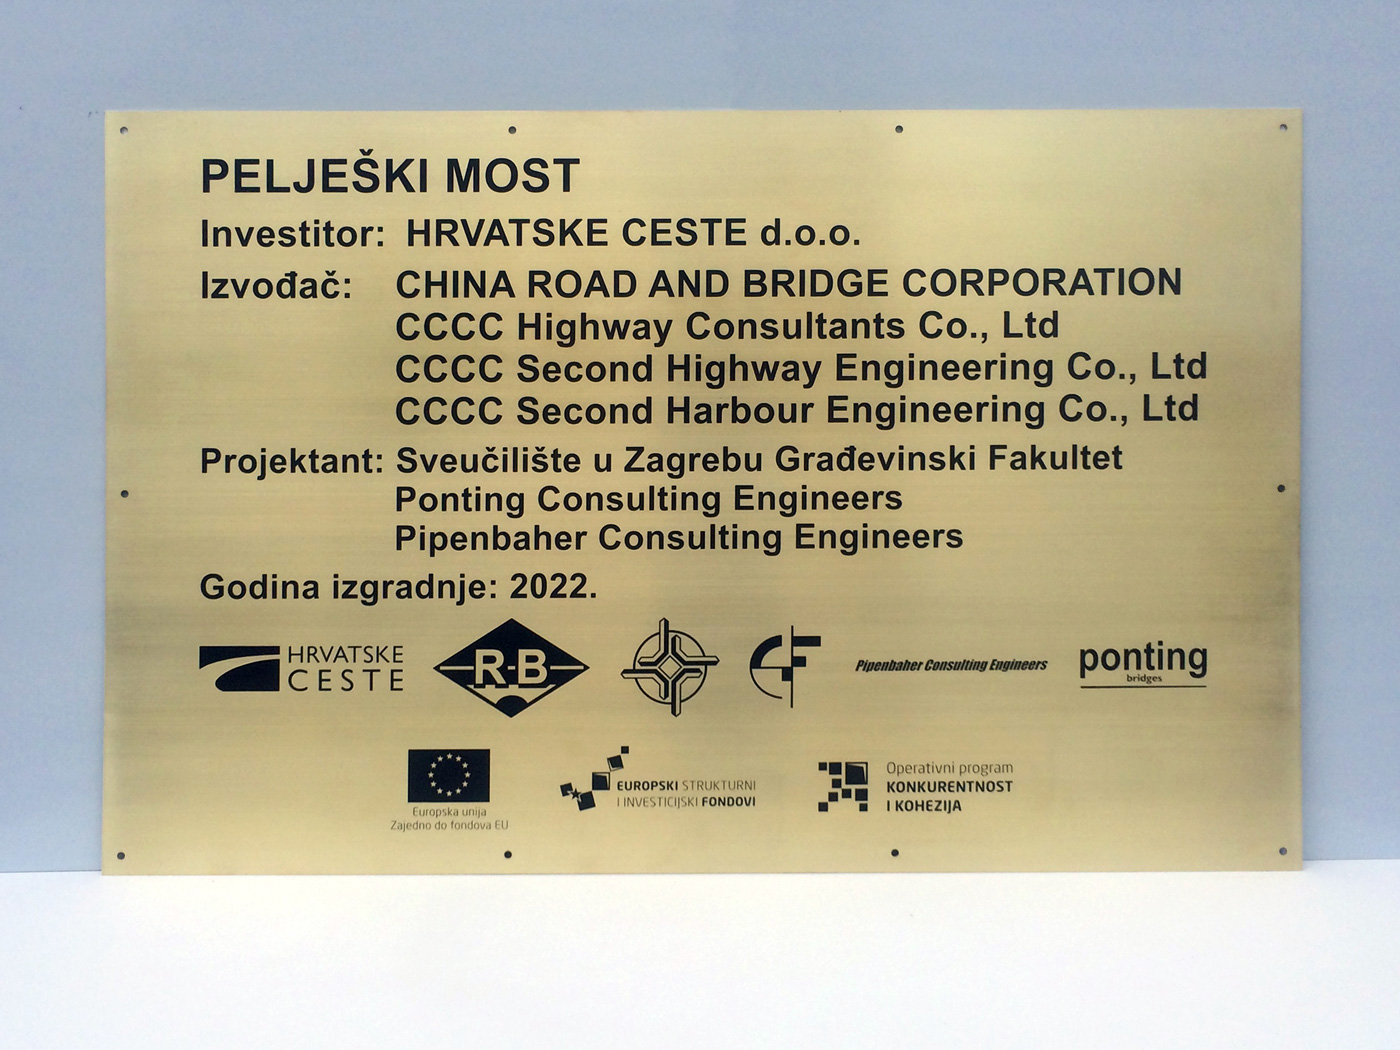 PELJEŠKI MOST
Investitor: HRVATSKE CESTE d.o.o.
Izvođač: CHINA ROAD AND BRIDGE CORPORATION
CCCC Highway Consultants Co., Ltd
CCCC Second Highway Engineering Co., Ltd
CCCC Second Harbour Engineering Co., Ltd
Projektant: Sveučilište u Zagrebu Građevinski Fakultet
Ponting Consulting Engineers
Pipenbaher Consulting Engineers
Godina izgradnje: 2022.
HRVATSKE
CESTE
R-B
Pipenbaher Consulting Engineers
ponting
bridges
Europska unija
Zajedno do fondova EU
EUROPSKI STRUKTURNI
I INVESTICIJSKI FONDOVI
Operativni program
KONKURENTNOST
I KOHEZIJA